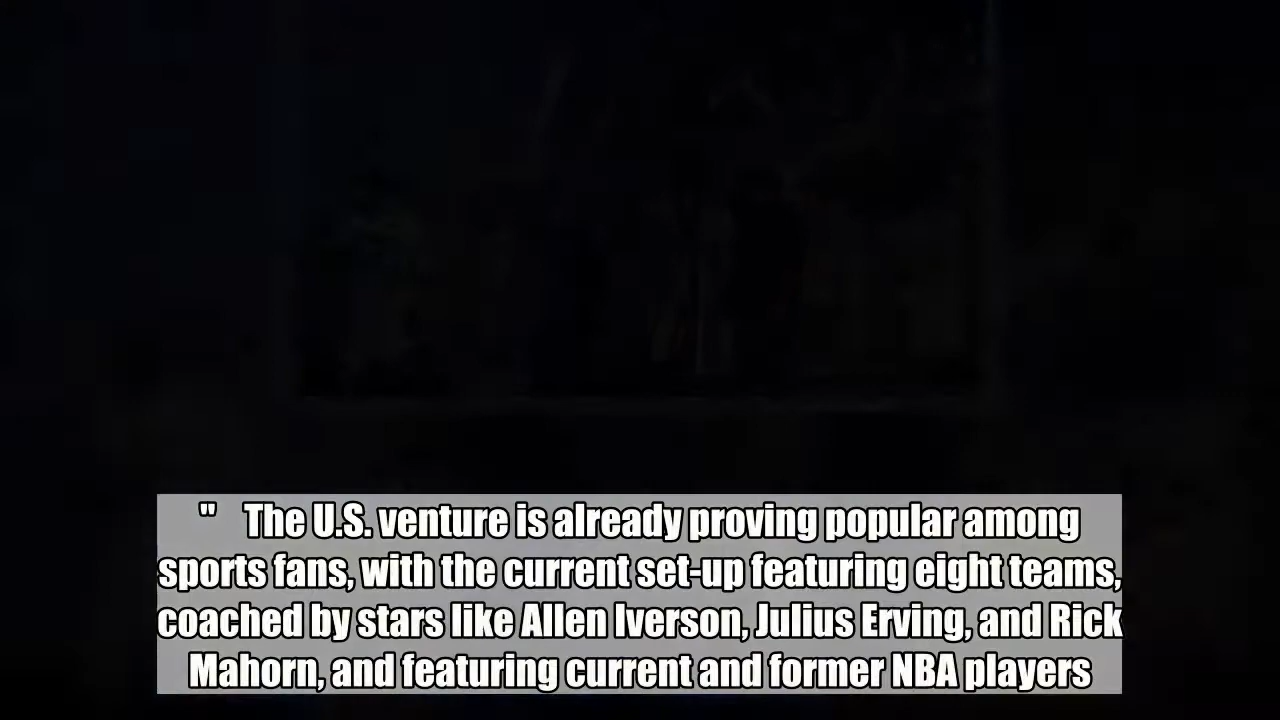 "    The U.S. venture is already proving popular among
sports fans, with the current set-up featuring eight teams,
coached by stars like Allen Iverson, Julius Erving, and Rick
Mahorn, and featuring current and former NBA players